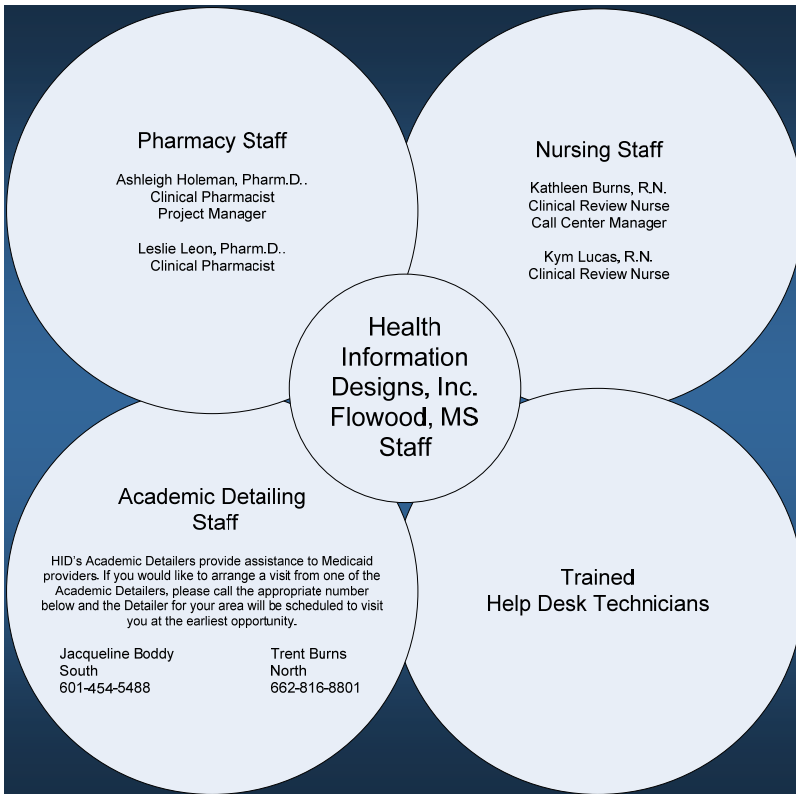 Pharmacy Staff
Ashleigh Holeman, Pharm.D..
Clinical Pharmacist
Project Manager
Leslie Leon, Pharm.D..
Clinical Pharmacist
Nursing Staff
Kathleen Burns, R.N.
Clinical Review Nurse
Call Center Manager
Kym Lucas, R.N.
Clinical Review Nurse
Health
Information
Designs, Inc.
Flowood, MS
Staff
Academic Detailing
Staff
HID's Academic Detailers provide assistance to Medicaid
providers. If you would like to arrange a visit from one of the
Academic Detailers, please call the appropriate number
below and the Detailer for your area will be scheduled to visit
you at the earliest opportunity.
Jacqueline Boddy
South
601-454-5488
Trent Burns
North
662-816-8801
Trained
Help Desk Technicians